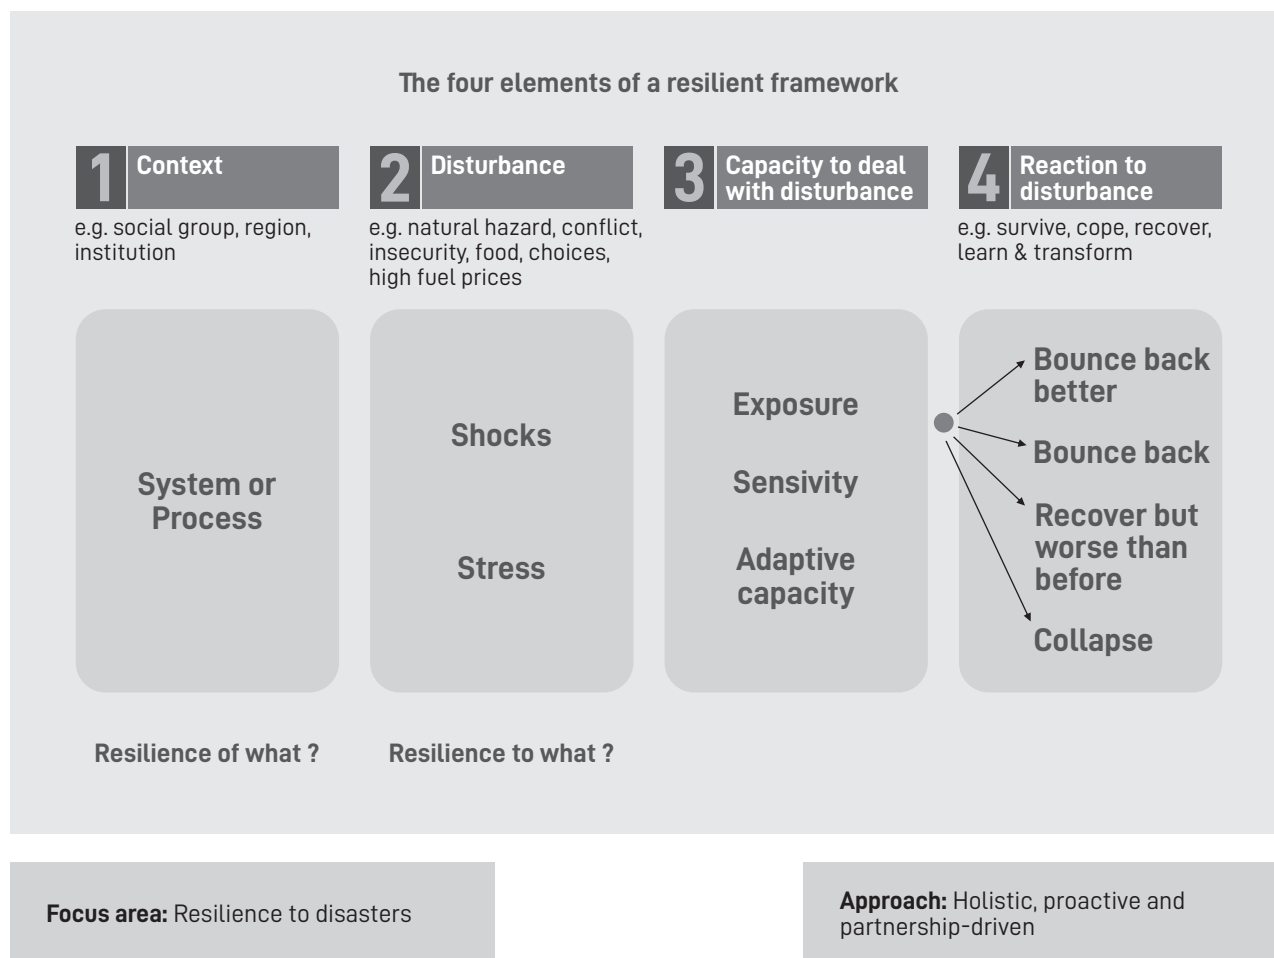 The four elements of a resilient framework
1 Context
e.g. social group, region,
institution
System or
Process
Resilience of what ?
2 Disturbance
e.g. natural hazard, conflict,
insecurity, food, choices,
high fuel prices
Shocks
Stress
Resilience to what ?
3 Capacity to deal
with disturbance
Exposure
Sensivity
Adaptive
capacity
4 Reaction to
disturbance
e.g. survive, cope, recover,
learn & transform
Bounce back
better
Bounce back
Recover but
worse than
before
Collapse
Focus area: Resilience to disasters
Approach: Holistic, proactive and
partnership-driven